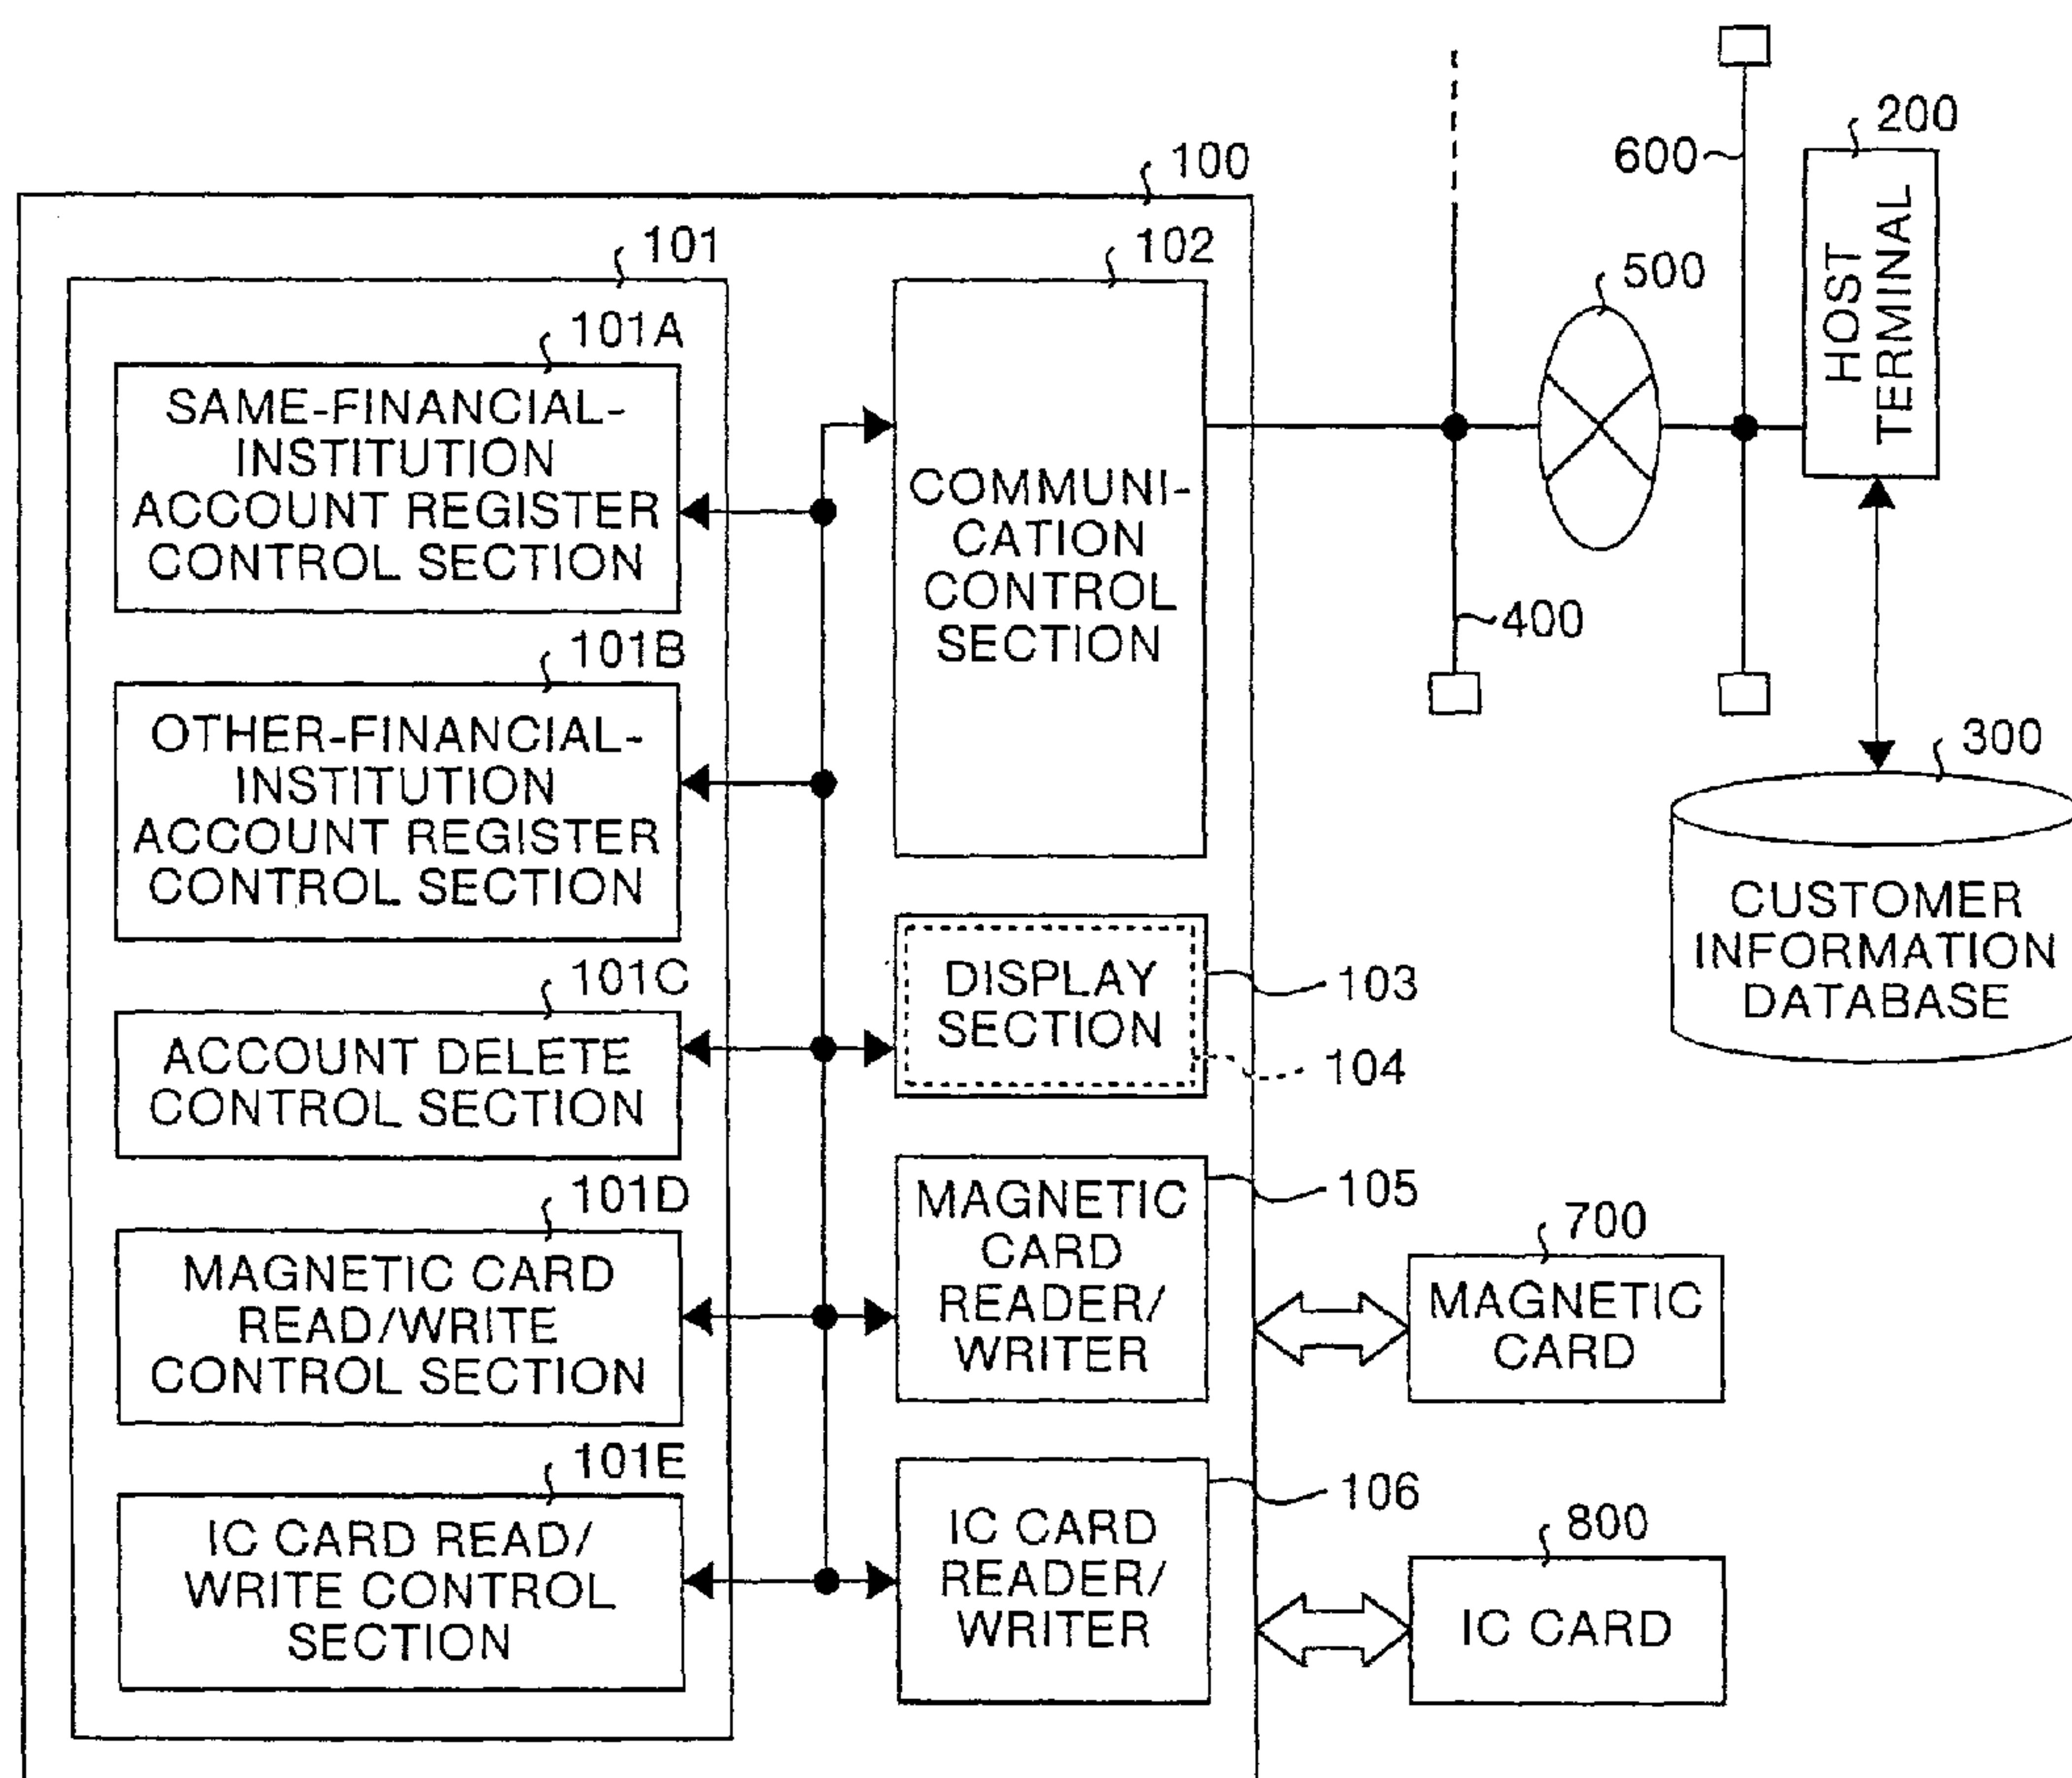 100
101
101A
SAME-FINANCIAL-
INSTITUTION
ACCOUNT REGISTER
CONTROL SECTION
101B
OTHER-FINANCIAL-
INSTITUTION
ACCOUNT REGISTER
CONTROL SECTION
101C
ACCOUNT DELETE
CONTROL SECTION
101D
MAGNETIC CARD
READ/WRITE
CONTROL SECTION
101E
IC CARD READ/
WRITE CONTROL
SECTION
102
COMMUNI-
CATION
CONTROL
SECTION
DISPLAY
SECTION
103
104
MAGNETIC
CARD
READER/
WRITER
105
IC CARD
READER/
WRITER
106
400
500
600
200
HOST
TERMINAL
300
CUSTOMER
INFORMATION
DATABASE
700
MAGNETIC
CARD
800
IC CARD